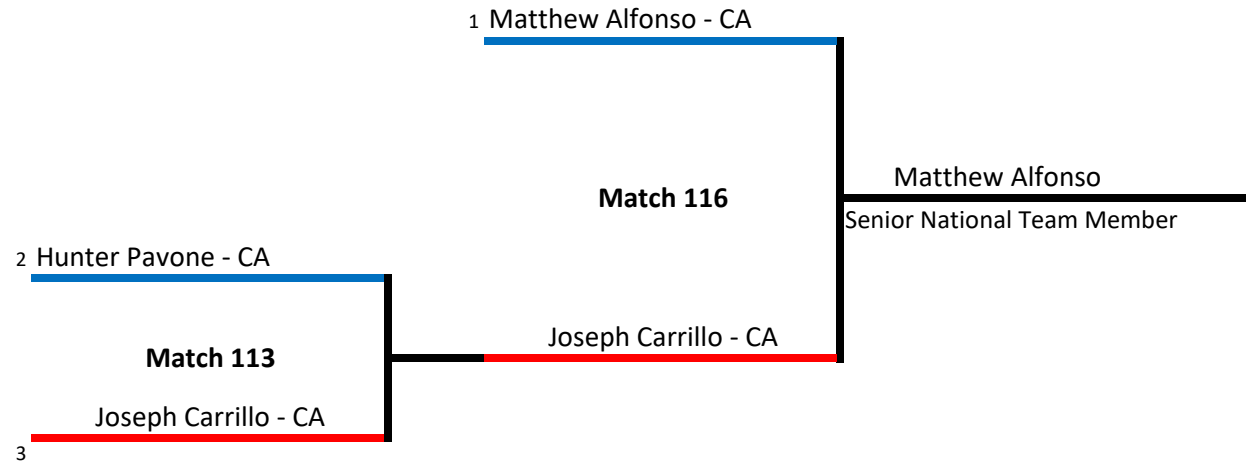 1 Matthew Alfonso - CA
Match 116
Matthew Alfonso
Senior National Team Member
2 Hunter Pavone - CA
Match 113
Joseph Carrillo - CA
Joseph Carrillo - CA
3